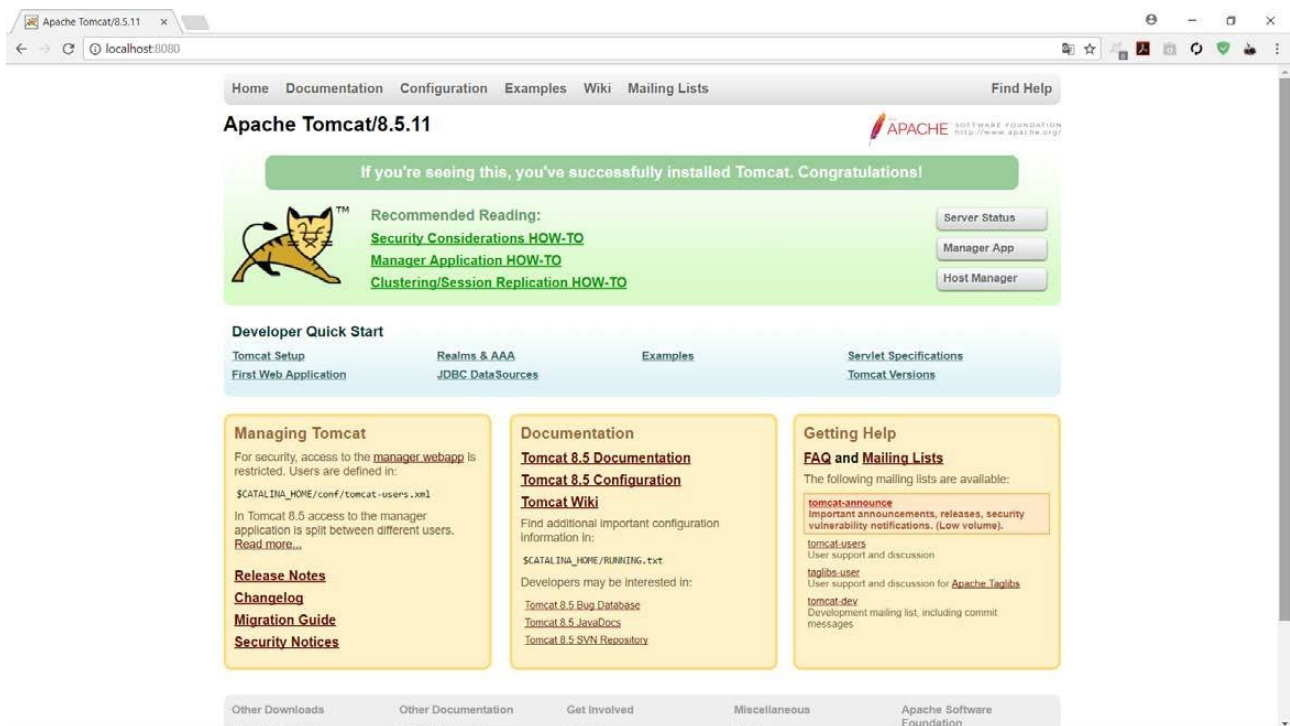 Apache Tomcat/8.5.11
localhost:8080
Home Documentation Configuration Examples Wiki Mailing Lists Find Help
Apache Tomcat/8.5.11
APACHE SOFTWARE FOUNDATION
http://www.apache.org/
If you're seeing this, you've successfully installed Tomcat. Congratulations!
TM
Recommended Reading:
Security Considerations HOW-TO
Manager Application HOW-TO
Clustering/Session Replication HOW-TO
Server Status
Manager App
Host Manager
Developer Quick Start
Tomcat Setup
First Web Application
Realms & AAA
JDBC DataSources
Examples
Servlet Specifications
Tomcat Versions
Managing Tomcat
For security, access to the manager webapp is
restricted. Users are defined in:
$CATALINA_HOME/conf/tomcat-users.xml
In Tomcat 8.5 access to the manager
application is split between different users.
Read more...
Release Notes
Changelog
Migration Guide
Security Notices
Documentation
Tomcat 8.5 Documentation
Tomcat 8.5 Configuration
Tomcat Wiki
Find additional important configuration
information in:
$CATALINA_HOME/RUNNING.txt
Developers may be interested in:
Tomcat 8.5 Bug Database
Tomcat 8.5 JavaDocs
Tomcat 8.5 SVN Repository
Getting Help
FAQ and Mailing Lists
The following mailing lists are available:
tomcat-announce
Important announcements, releases, security
vulnerability notifications. (Low volume).
tomcat-users
User support and discussion
taglibs-user
User support and discussion for Apache Taglibs
tomcat-dev
Development mailing list, including commit
messages
Other Downloads
Other Documentation
Get Involved
Miscellaneous
Apache Software
Foundation